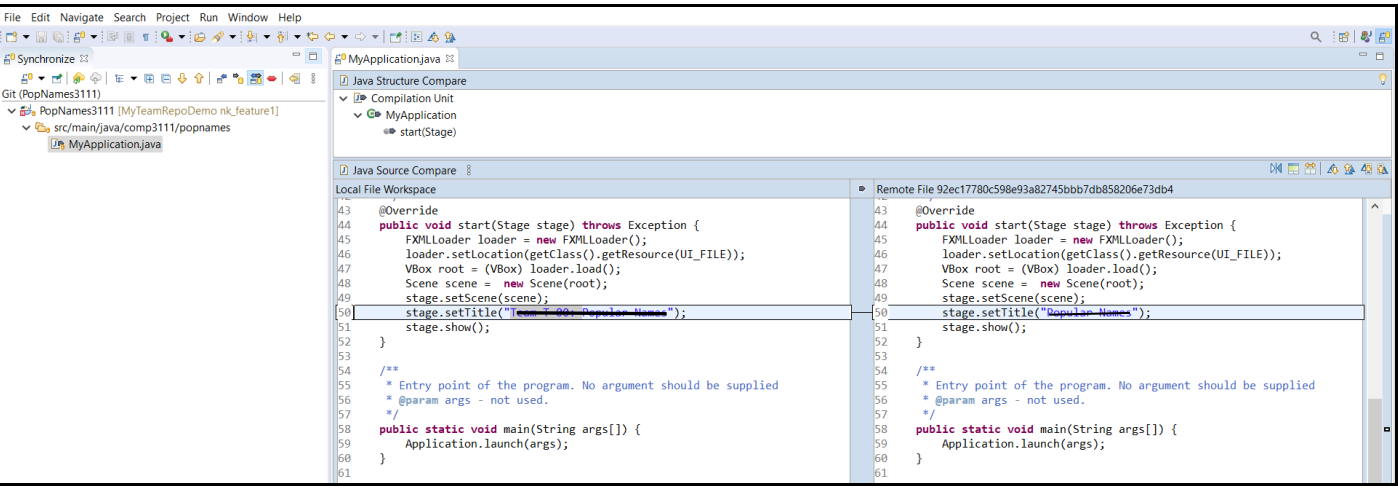 File Edit Navigate Search Project Run Window Help
Synchronize
Git (PopNames3111)
PopNames3111 [MyTeamRepoDemo nk_feature1]
src/main/java/comp3111/popnames
MyApplication.java
MyApplication.java
Java Structure Compare
Compilation Unit
MyApplication
start(Stage)
Java Source Compare
Local File Workspace
43 @Override
44 public void start(Stage stage) throws Exception {
45 FXMLLoader loader = new FXMLLoader();
46 loader.setLocation(getClass().getResource(UI_FILE));
47 VBox root = (VBox) loader.load();
48 Scene scene =  new Scene(root);
49 stage.setScene(scene);
50 stage.setTitle("Team T 00: Popular Names");
51 stage.show();
52 }
53
54 /**
55 * Entry point of the program. No argument should be supplied
56 * @param args - not used.
57 */
58 public static void main(String args[]) {
59 Application.launch(args);
60 }
61
Remote File 92ec17780c598e93a82745bbb7db858206e73db4
43 @Override
44 public void start(Stage stage) throws Exception {
45 FXMLLoader loader = new FXMLLoader();
46 loader.setLocation(getClass().getResource(UI_FILE));
47 VBox root = (VBox) loader.load();
48 Scene scene =  new Scene(root);
49 stage.setScene(scene);
50 stage.setTitle("Popular Names");
51 stage.show();
52 }
53
54 /**
55 * Entry point of the program. No argument should be supplied
56 * @param args - not used.
57 */
58 public static void main(String args[]) {
59 Application.launch(args);
60 }
61